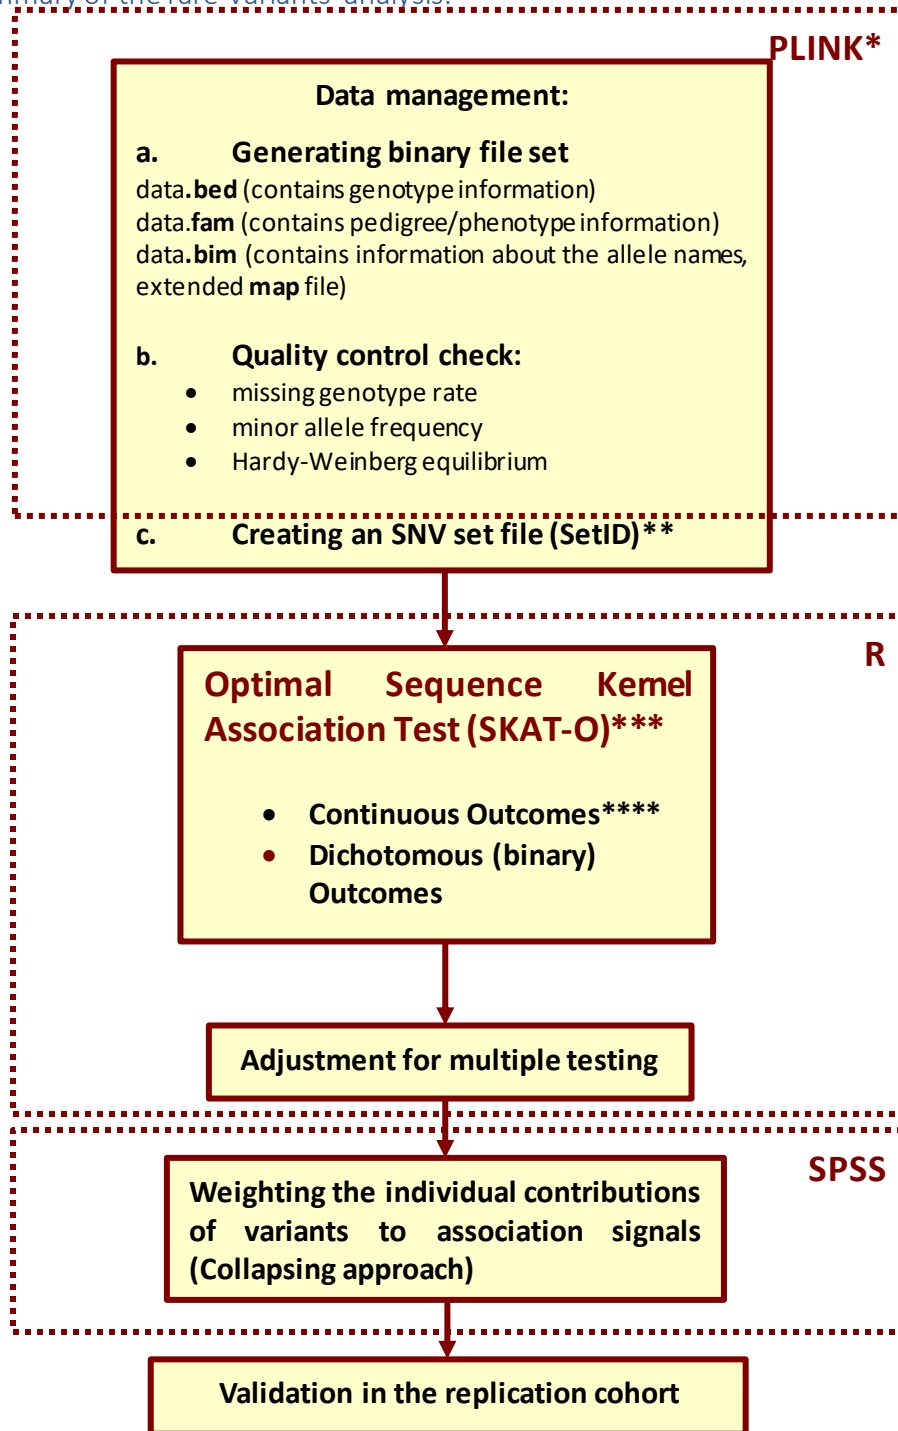 PLINK*
Data management:
a. Generating binary file set
data.bed (contains genotype information)
data.fam (contains pedigree/phenotype information)
data.bim (contains information about the allele names,
extended map file)
b. Quality control check:
• missing genotype rate
• minor allele frequency
• Hardy-Weinberg equilibrium
c. Creating an SNV set file (SetID)**
R
Optimal Sequence Kernel
Association Test (SKAT-O)***
• Continuous Outcomes****
• Dichotomous (binary)
Outcomes
Adjustment for multiple testing
SPSS
Weighting the individual contributions
of variants to association signals
(Collapsing approach)
Validation in the replication cohort